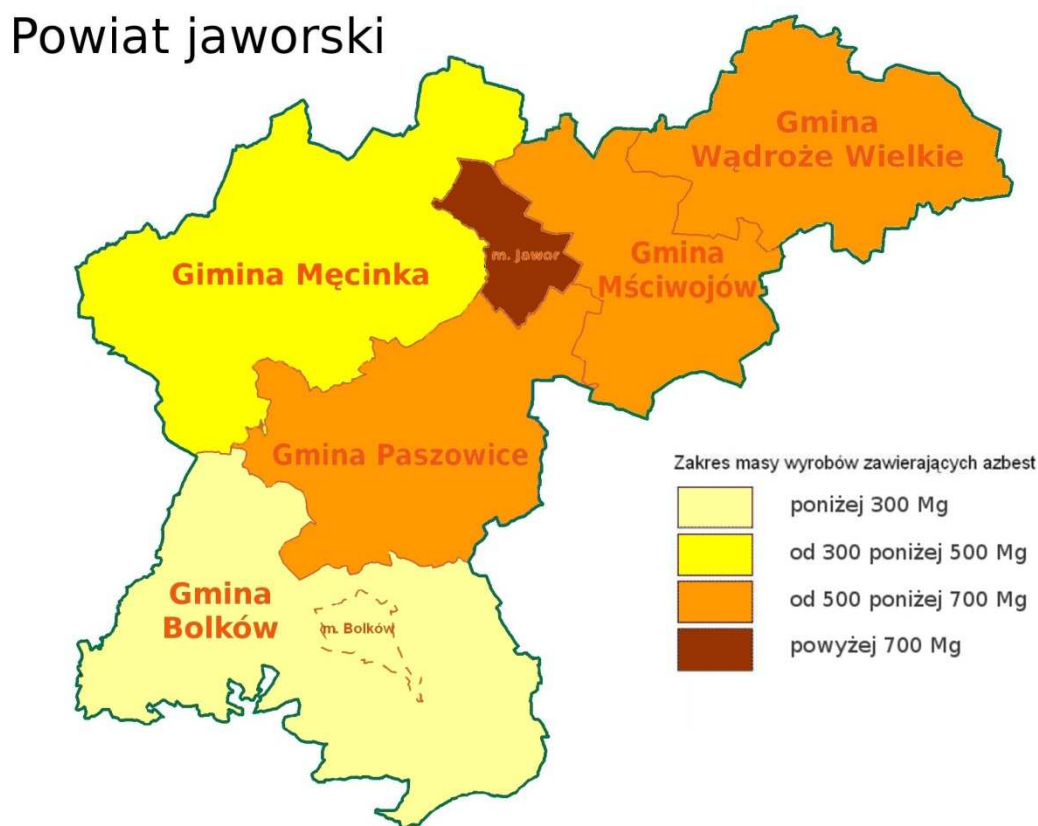 Powiat jaworski
Gmina
Wądroże Wielkie
Gimina Męcinka
m. Jawor
Gmina
Mściwojów
Gmina Paszowice
Zakres masy wyrobów zawierających azbest
poniżej 300 Mg
od 300 poniżej 500 Mg
od 500 poniżej 700 Mg
powyżej 700 Mg
Gmina
Bolków
m. Bolków